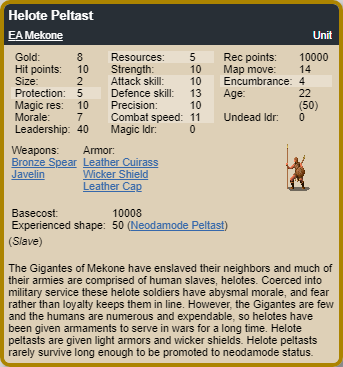 Helote Peltast
EA Mekone Unit
Gold: 8 Resources: 5 Rec points: 10000
Hit points: 10 Strength: 10 Map move: 14
Size: 2 Attack skill: 10 Encumbrance: 4
Protection: 5 Defence skill: 13 Age: 22
Magic res: 10 Precision: 10 (50)
Morale: 7 Combat speed: 11 Undead ldr: 0
Leadership: 40 Magic ldr: 0
Weapons: Armor:
Bronze Spear Leather Cuirass
Javelin Wicker Shield
Leather Cap
Basecost: 10008
Experienced shape: 50 (Neodamode Peltast)
(Slave)
The Gigantes of Mekone have enslaved their neighbors and much of
their armies are comprised of human slaves, helotes. Coerced into
military service these helote soldiers have abysmal morale, and fear
rather than loyalty keeps them in line. However, the Gigantes are few
and the humans are numerous and expendable, so helotes have
been given armaments to serve in wars for a long time. Helote
peltasts are given light armors and wicker shields. Helote peltasts
rarely survive long enough to be promoted to neodamode status.